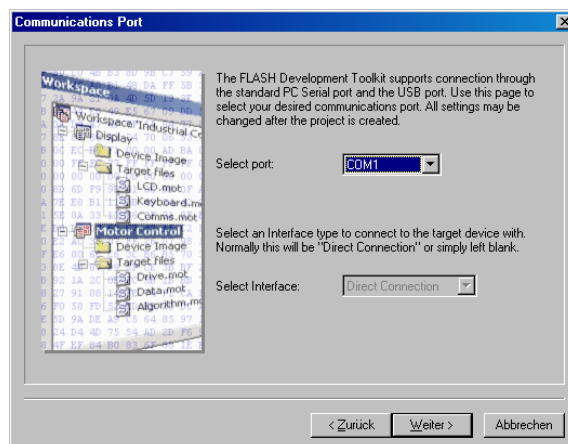 Communications Port
The FLASH Development Toolkit supports connection through
the standard PC Serial port and the USB port. Use this page to
select your desired communications port. All settings may be
changed after the project is created.
Select port:
COM1
Select an Interface type to connect to the target device with.
Normally this will be "Direct Connection" or simply left blank.
Select Interface:
Direct Connection
Workspace
Workspace 'Industrial Co
Display
Device Image
Target files
LCD.mot
Keyboard.m
Comms.mot
Motor Control
Device Image
Target files
Drive.mot
Data.mot
Algorithm.mo
< Zurück
Weiter >
Abbrechen